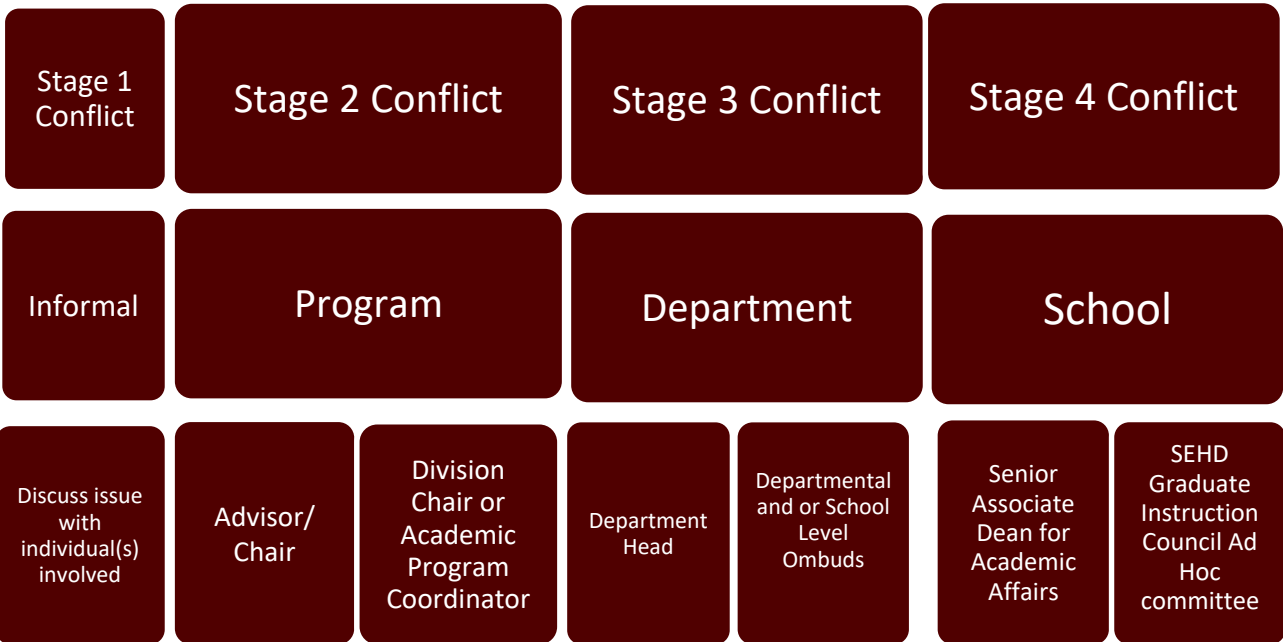 Stage 1
Conflict
Stage 2 Conflict
Stage 3 Conflict
Stage 4 Conflict
Informal
Program
Department
School
Discuss issue
with
individual(s)
involved
Advisor/
Chair
Division
Chair or
Academic
Program
Coordinator
Department
Head
Departmental
and or School
Level
Ombuds
Senior
Associate
Dean for
Academic
Affairs
SEHD
Graduate
Instruction
Council Ad
Hoc
committee